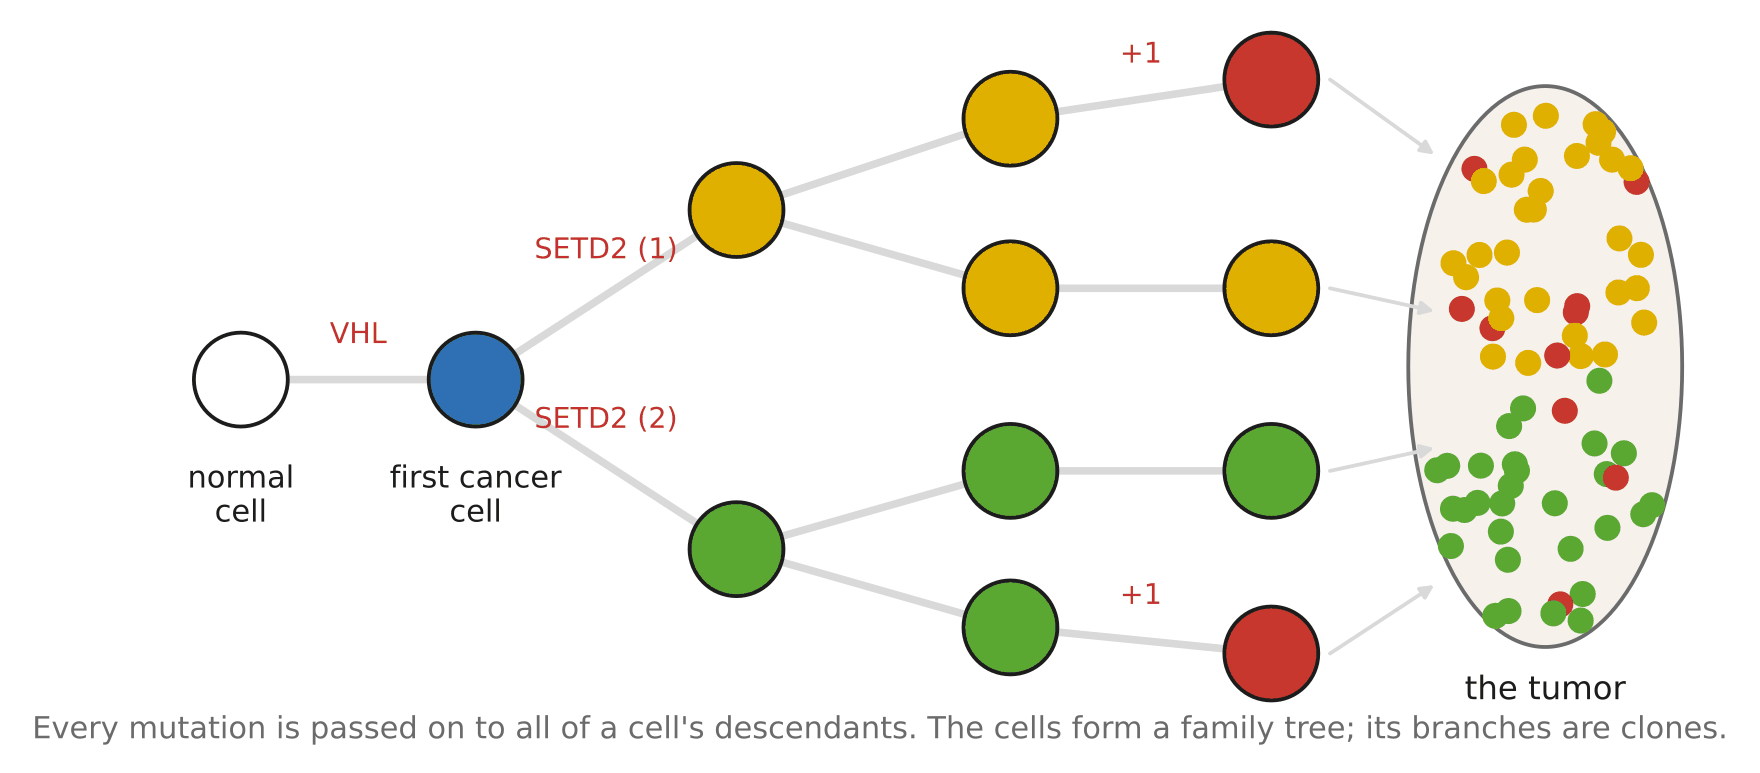 +1
SETD2 (1)
VHL
SETD2 (2)
normal
cell
first cancer
cell
+1
the tumor
Every mutation is passed on to all of a cell's descendants. The cells form a family tree; its branches are clones.